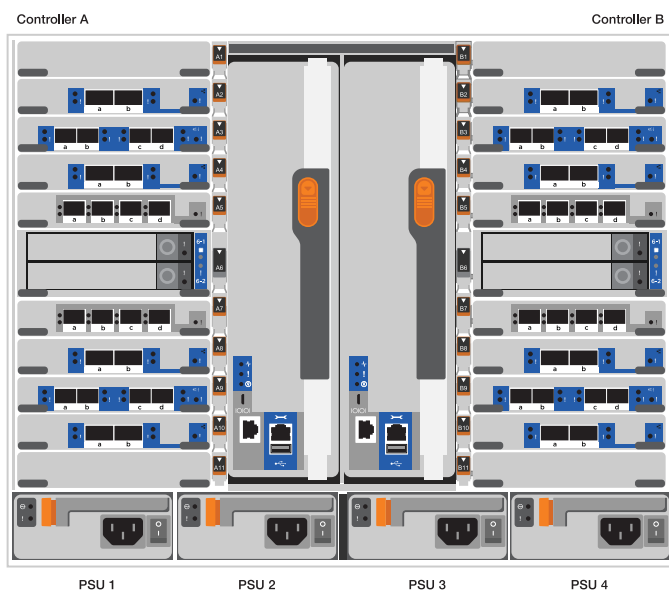 Controller A
Controller B
A1
B1
A2
a b
B2
a b
A3
a b c d
B3
a b c d
A4
a b
B4
a b
A5
a b c d
B5
a b c d
6-1
6-2
A6
B6
6-1
6-2
A7
a b c d
B7
a b c d
A8
a b
B8
a b
A9
a b c d
B9
a b c d
A10
a b
B10
a b
A11
B11
PSU 1
PSU 2
PSU 3
PSU 4